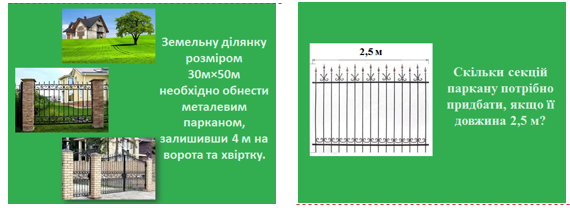 Земельну ділянку
розміром
30м×50м
необхідно обнести
металевим
парканом,
залишивши 4 м на
ворота та хвіртку.
2,5 м
Скільки секцій
паркану потрібно
придбати, якщо її
довжина 2,5 м?